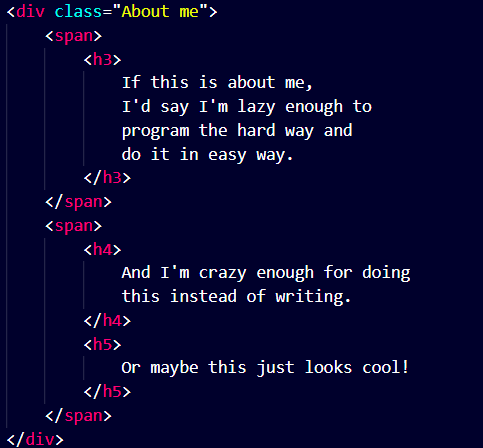 <div class="About me">
<span>
<h3>
If this is about me,
I'd say I'm lazy enough to
program the hard way and
do it in easy way.
</h3>
</span>
<span>
<h4>
And I'm crazy enough for doing
this instead of writing.
</h4>
<h5>
Or maybe this just looks cool!
</h5>
</span>
</div>